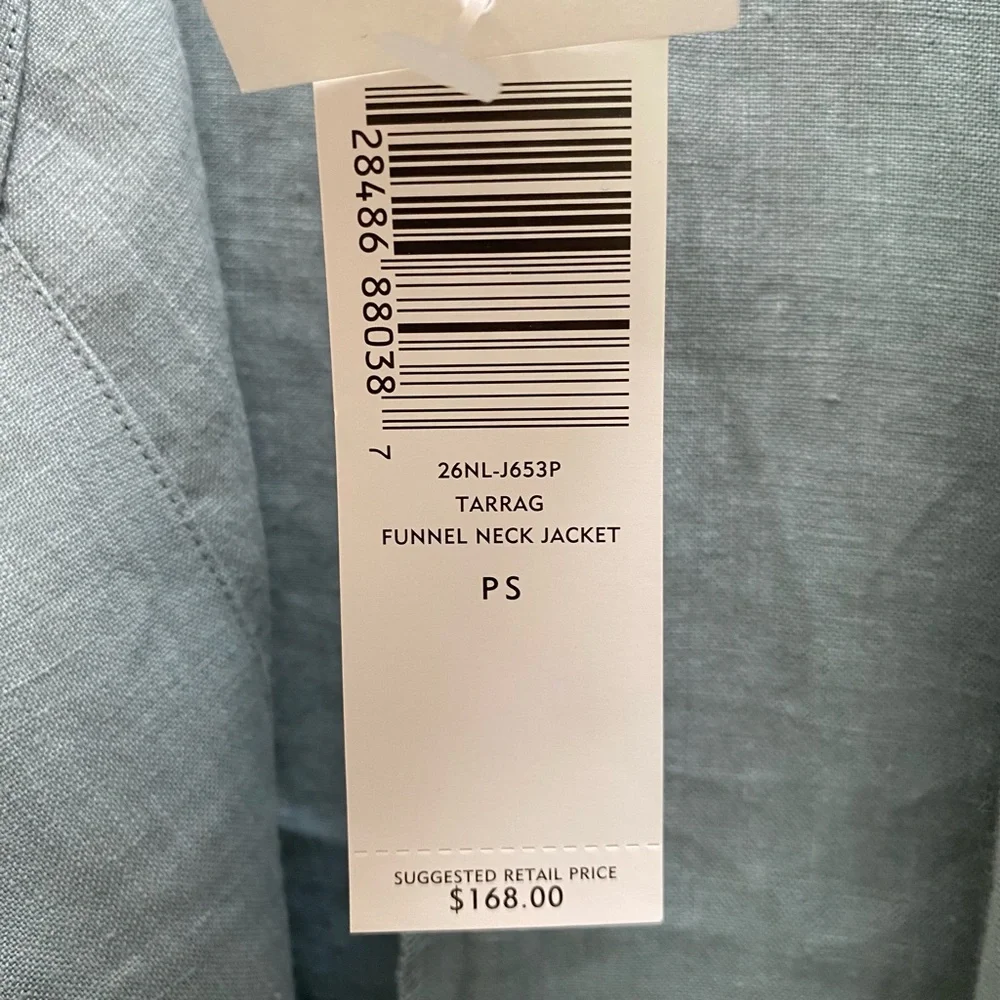 28486 88038 7
26NL-J653P
TARRAG
FUNNEL NECK JACKET
PS
SUGGESTED RETAIL PRICE
$168.00